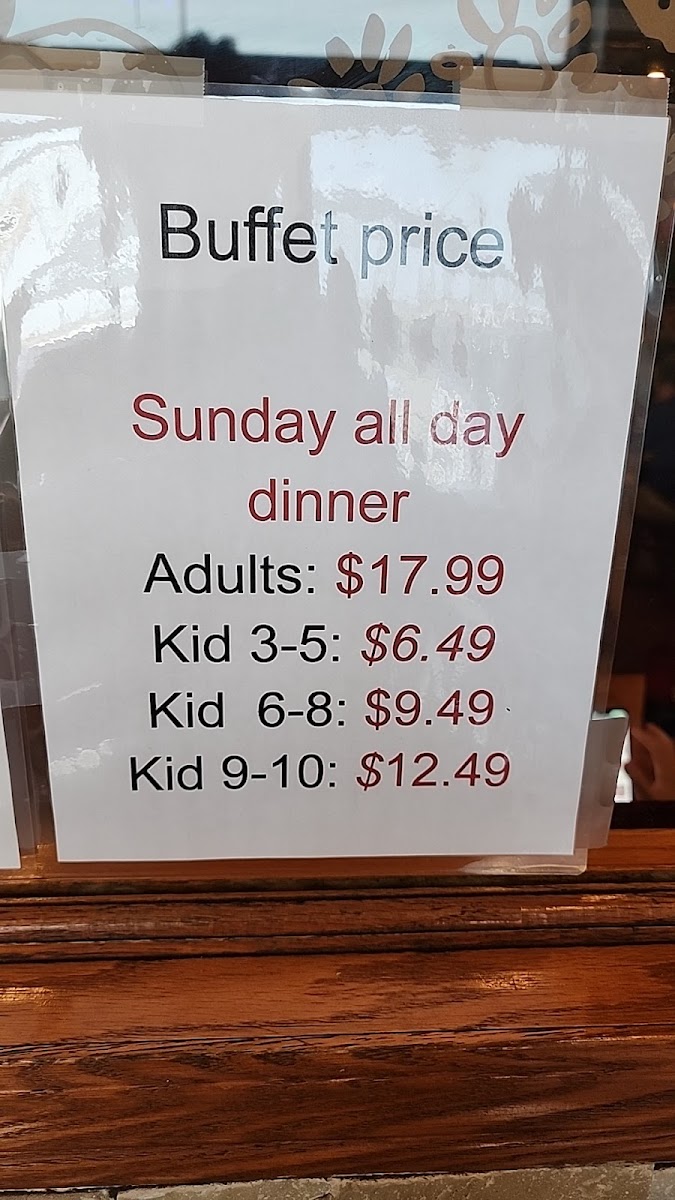 Buffet price
Sunday all day
dinner
Adults: $17.99
Kid 3-5: $6.49
Kid 6-8: $9.49
Kid 9-10: $12.49